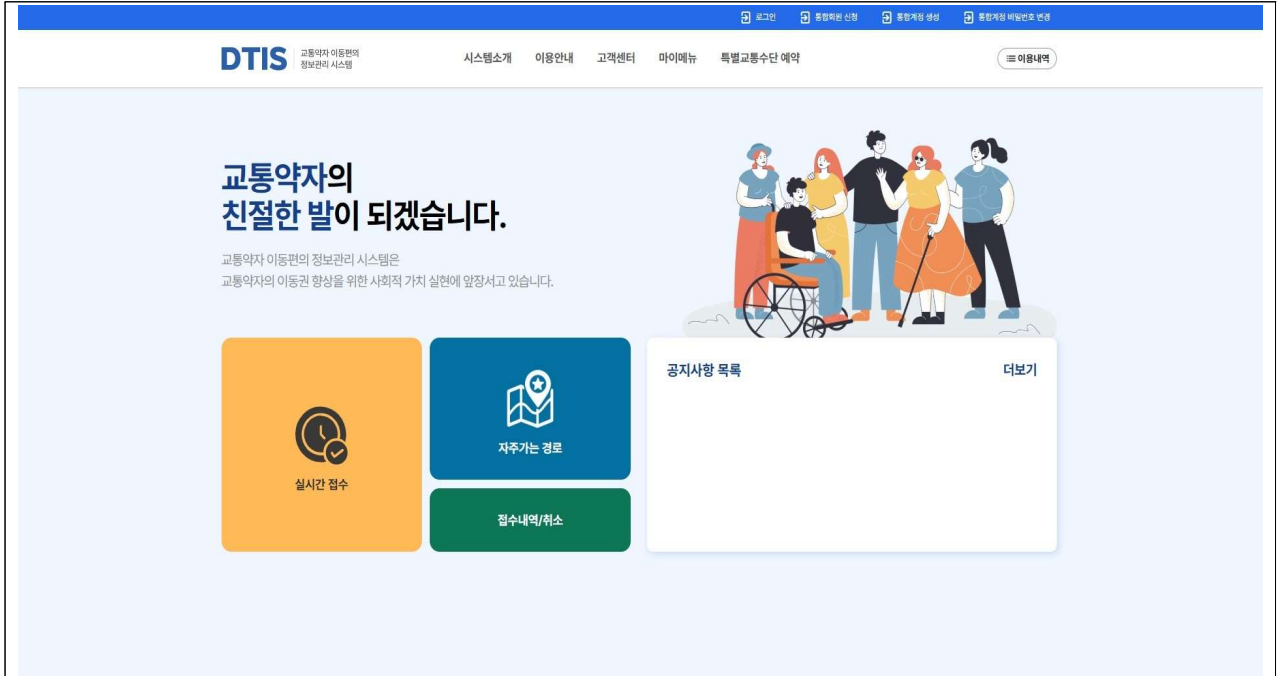 로그인
통합회원 신청
통합계정 생성
통합계정 비밀번호 변경
DTIS
교통약자 이동편의
정보관리 시스템
시스템소개
이용안내
고객센터
마이메뉴
특별교통수단 예약
이용내역
교통약자의
친절한 발이 되겠습니다.
교통약자 이동편의 정보관리 시스템은
교통약자의 이동권 향상을 위한 사회적 가치 실현에 앞장서고 있습니다.
실시간 접수
자주가는 경로
접수내역/취소
공지사항 목록
더보기